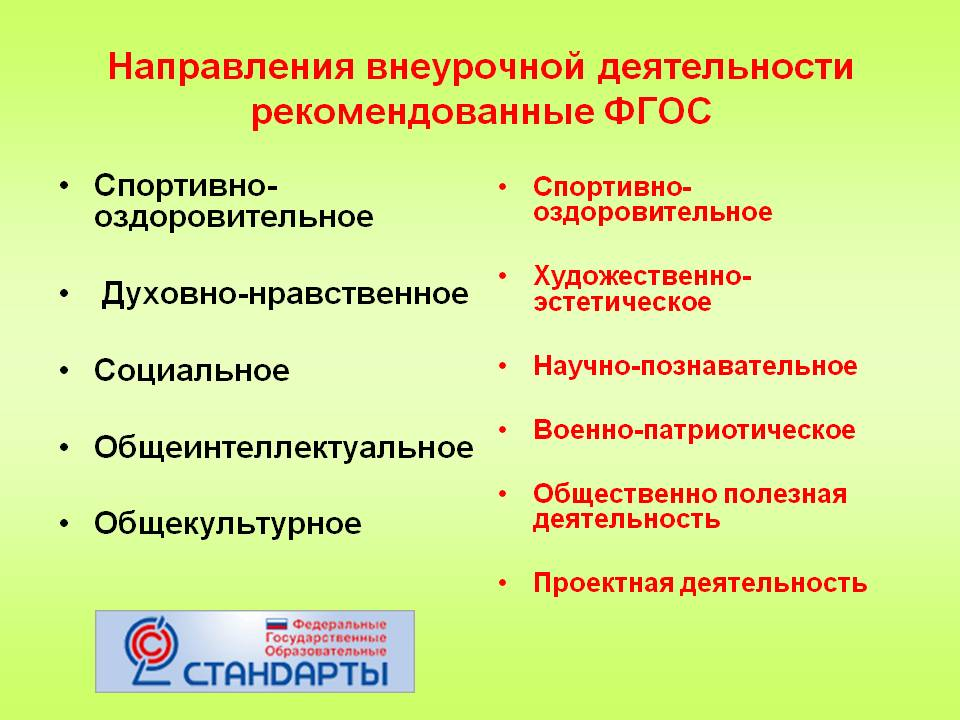 Направления внеурочной деятельности
рекомендованные ФГОС
• Спортивно-
оздоровительное
• Духовно-нравственное
• Социальное
• Общеинтеллектуальное
• Общекультурное
• Спортивно-
оздоровительное
• Художественно-
эстетическое
• Научно-познавательное
• Военно-патриотическое
• Общественно полезная
деятельность
• Проектная деятельность
Федеральные
Государственные
Образовательные
СТАНДАРТЫ